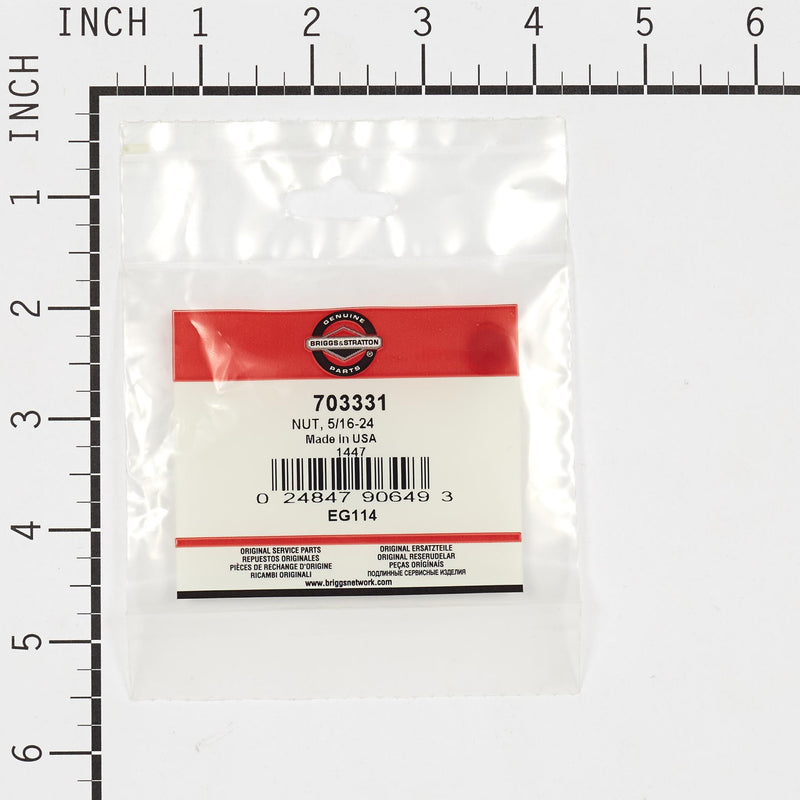 INCH 1 2 3 4 5 6
INCH
1
2
3
4
5
6
GENUINE
BRIGGS & STRATTON
®
PARTS
703331
NUT, 5/16-24
Made in USA
1447
0 24847 90649 3
EG114
ORIGINAL SERVICE PARTS
REPUESTOS ORIGINALES
PIÈCES DE RECHANGE D'ORIGINE
RICAMBI ORIGINALI
ORIGINAL ERSATZTEILE
ORIGINAL RESERUDELAR
PEÇAS ORIGINAIS
ПОДЛИННЫЕ СЕРВИСНЫЕ ИЗДЕЛИЯ
www.briggsnetwork.com